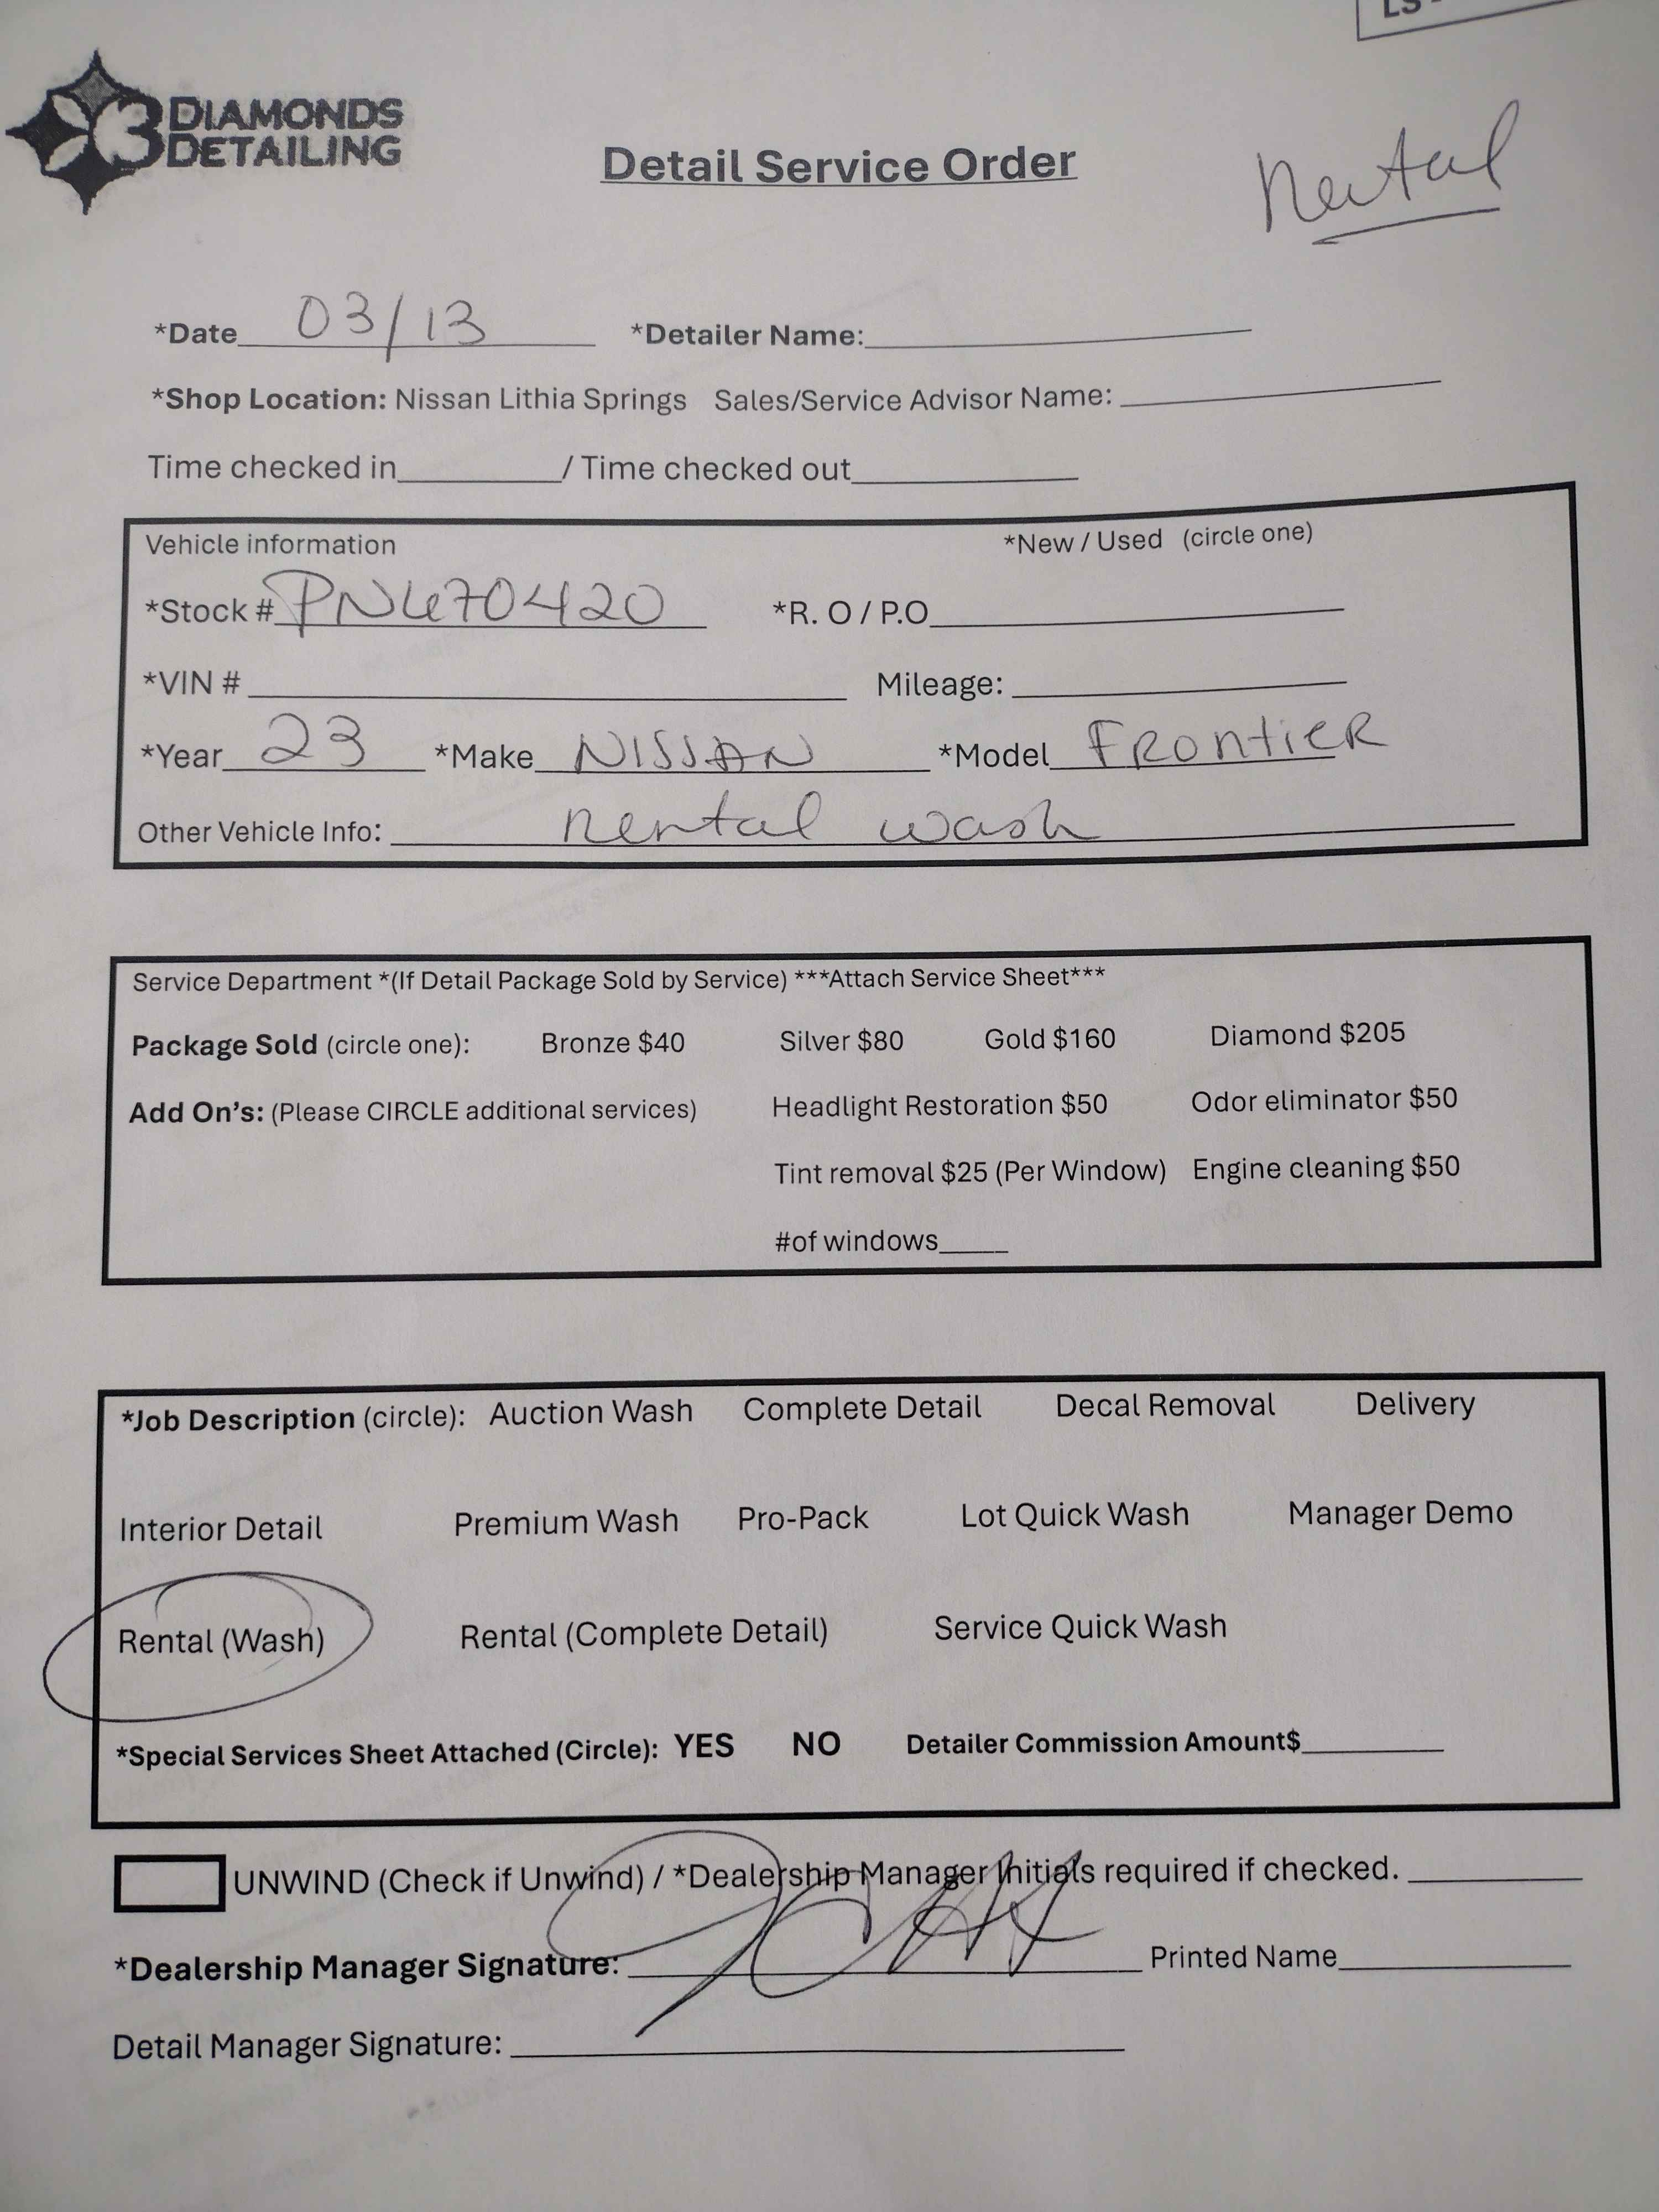 LS
3 DIAMONDS
DETAILING
Detail Service Order
Rental
*Date 03/13 *Detailer Name:
*Shop Location: Nissan Lithia Springs Sales/Service Advisor Name:
Time checked in / Time checked out
Vehicle information *New / Used (circle one)
*Stock # PN670420 *R. O / P.O
*VIN # Mileage:
*Year 23 *Make NISSAN *Model FRontieR
Other Vehicle Info: Rental wash
Service Department *(If Detail Package Sold by Service) ***Attach Service Sheet***
Package Sold (circle one): Bronze $40 Silver $80 Gold $160 Diamond $205
Add On's: (Please CIRCLE additional services) Headlight Restoration $50 Odor eliminator $50
Tint removal $25 (Per Window) Engine cleaning $50
#of windows
*Job Description (circle): Auction Wash Complete Detail Decal Removal Delivery
Interior Detail Premium Wash Pro-Pack Lot Quick Wash Manager Demo
Rental (Wash) Rental (Complete Detail) Service Quick Wash
*Special Services Sheet Attached (Circle): YES NO Detailer Commission Amount$
UNWIND (Check if Unwind) / *Dealership Manager Initials required if checked.
*Dealership Manager Signature: Printed Name
Detail Manager Signature: